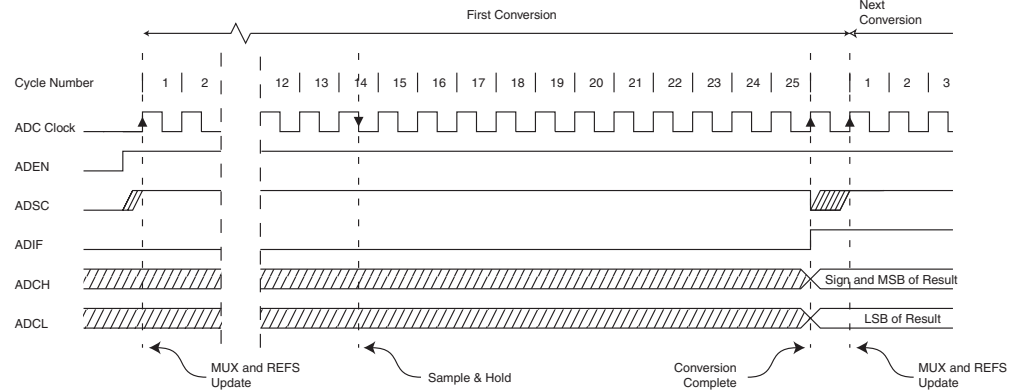 First Conversion
Next
Conversion
Cycle Number
1 2 12 13 14 15 16 17 18 19 20 21 22 23 24 25 1 2 3
ADC Clock
ADEN
ADSC
ADIF
ADCH
Sign and MSB of Result
ADCL
LSB of Result
MUX and REFS
Update
Sample & Hold
Conversion
Complete
MUX and REFS
Update